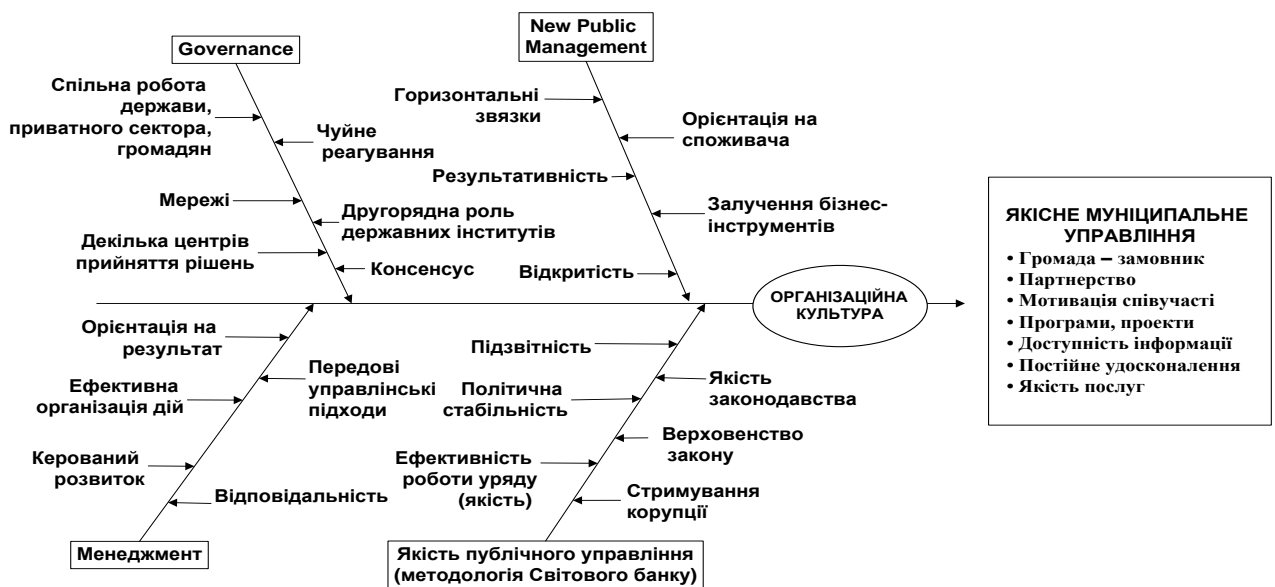 Governance
New Public
Management
Спільна робота
держави,
приватного сектора,
громадян
Чуйне
реагування
Мережі
Другорядна роль
державних інститутів
Декілька центрів
прийняття рішень
Консенсус
Горизонтальні
звязки
Орієнтація на
споживача
Результативність
Залучення бізнес-
інструментів
Відкритість
ОРГАНІЗАЦІЙНА
КУЛЬТУРА
ЯКІСНЕ МУНІЦИПАЛЬНЕ
УПРАВЛІННЯ
• Громада – замовник
• Партнерство
• Мотивація співучасті
• Програми, проекти
• Доступність інформації
• Постійне удосконалення
• Якість послуг
Орієнтація на
результат
Передові
управлінські
підходи
Ефективна
організація дій
Керований
розвиток
Відповідальність
Менеджмент
Підзвітність
Якість
законодавства
Політична
стабільність
Верховенство
закону
Ефективність
роботи уряду
(якість)
Стримування
корупції
Якість публічного управління
(методологія Світового банку)